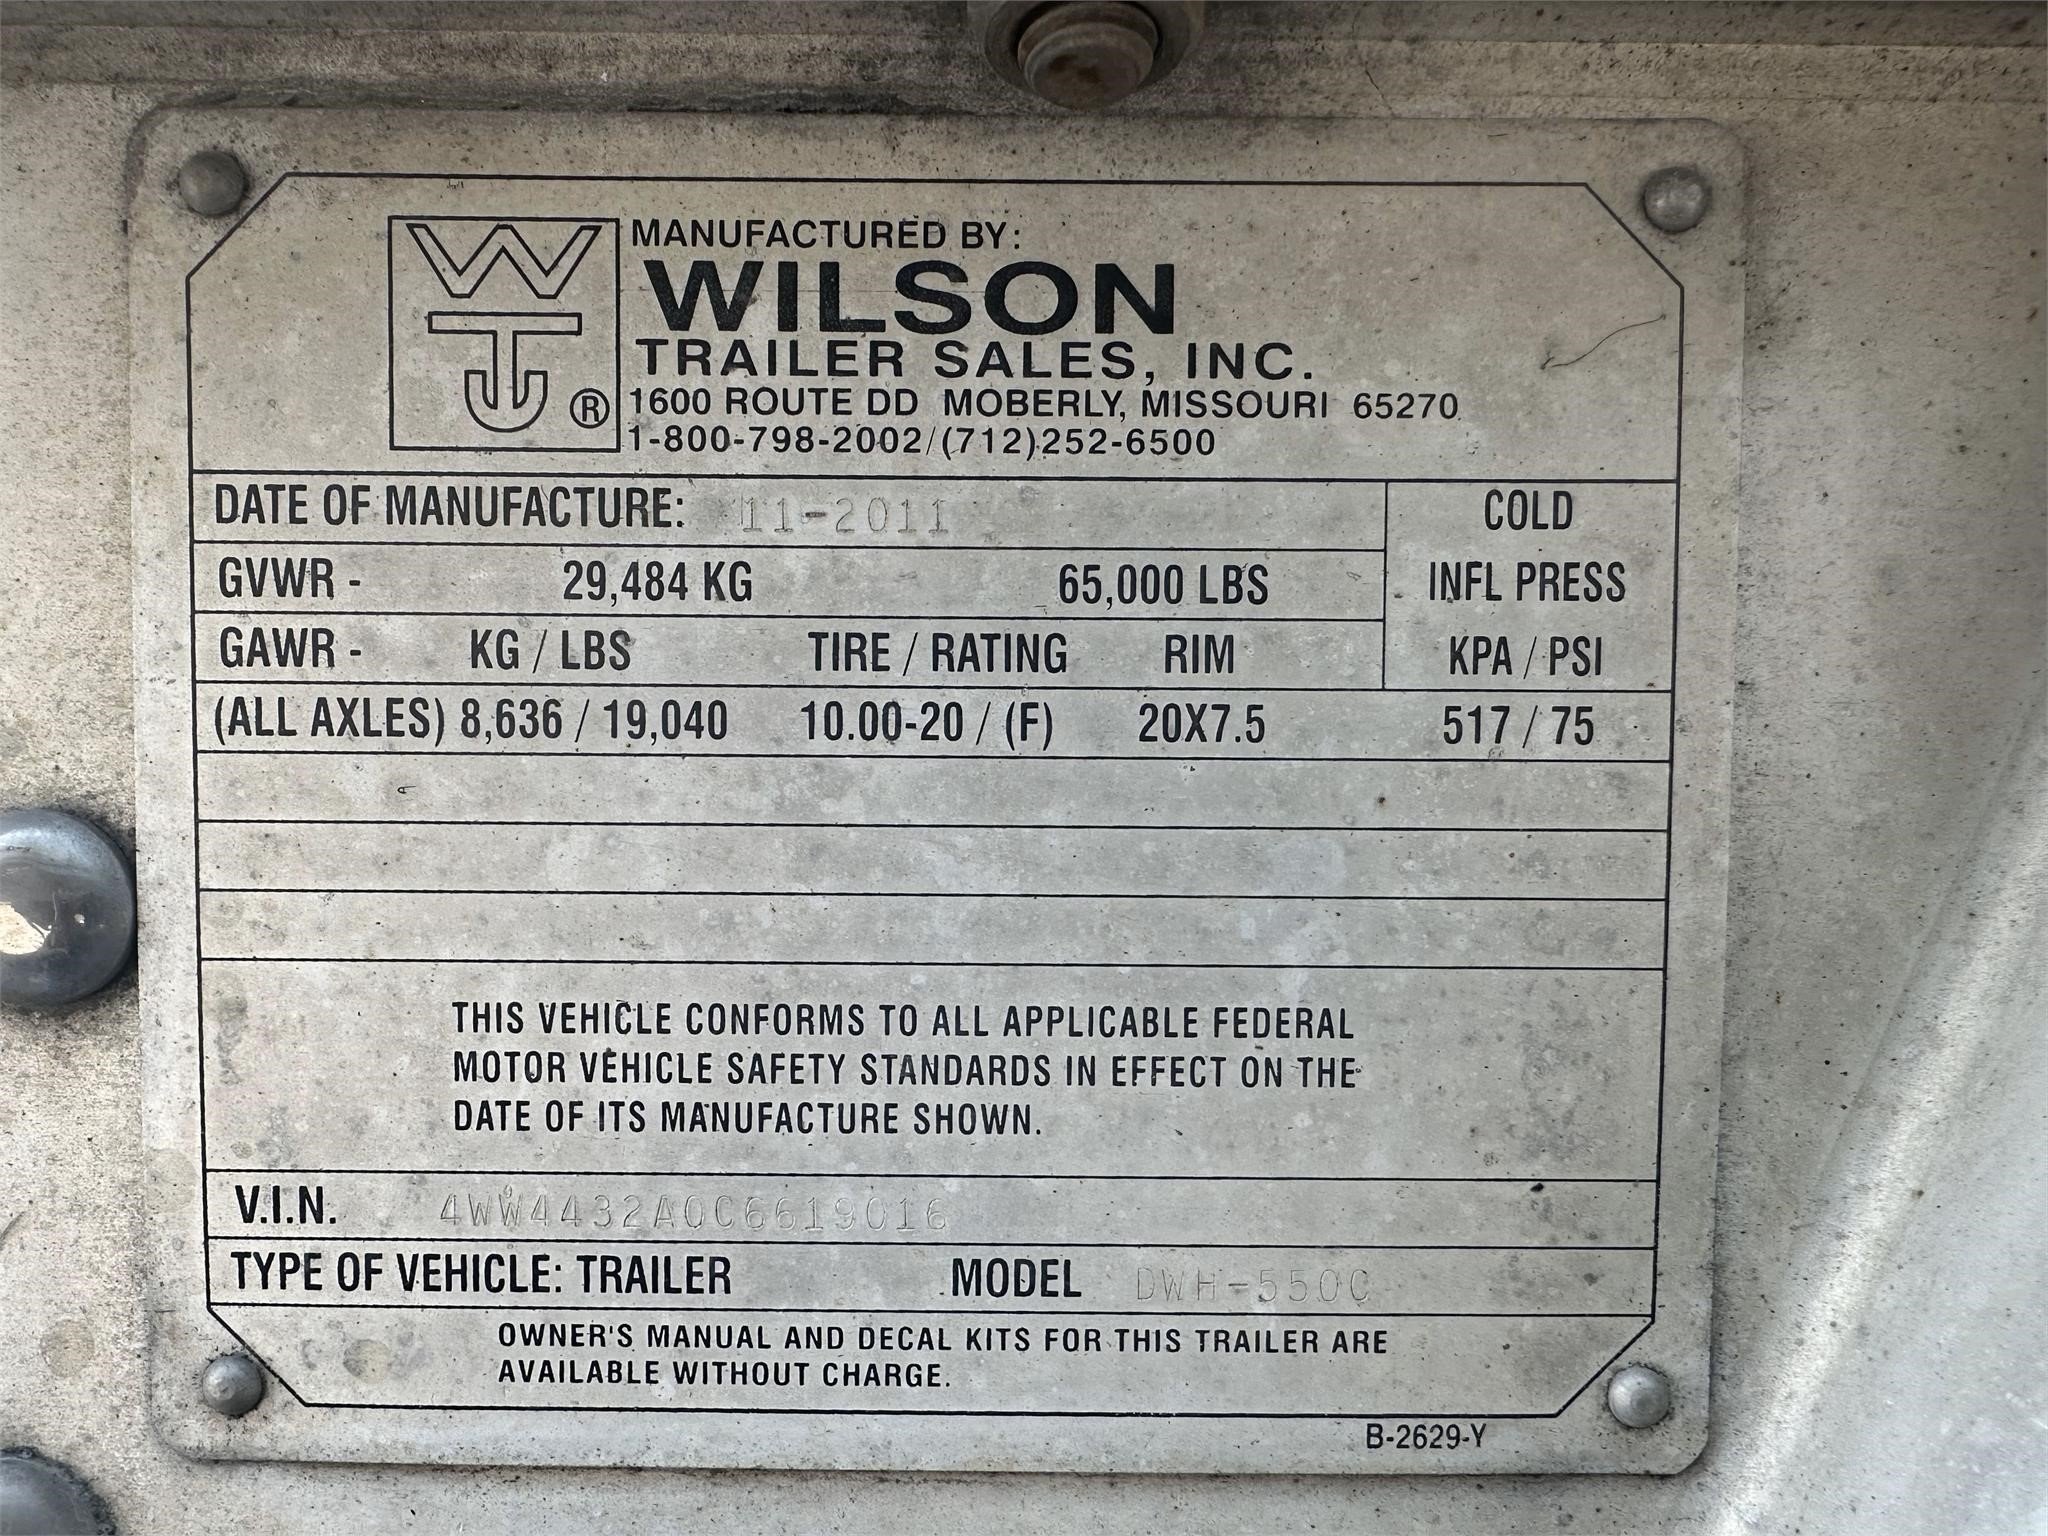 WTJ®
MANUFACTURED BY:
WILSON
TRAILER SALES, INC.
1600 ROUTE DD MOBERLY, MISSOURI 65270
1-800-798-2002/(712)252-6500
DATE OF MANUFACTURE: 11-2011
COLD
GVWR - 29,484 KG 65,000 LBS INFL PRESS
GAWR - KG / LBS TIRE / RATING RIM KPA / PSI
(ALL AXLES) 8,636 / 19,040 10.00-20 / (F) 20X7.5 517 / 75
THIS VEHICLE CONFORMS TO ALL APPLICABLE FEDERAL
MOTOR VEHICLE SAFETY STANDARDS IN EFFECT ON THE
DATE OF ITS MANUFACTURE SHOWN.
V.I.N. 4WW4432A0C6619016
TYPE OF VEHICLE: TRAILER MODEL DWH-550C
OWNER'S MANUAL AND DECAL KITS FOR THIS TRAILER ARE
AVAILABLE WITHOUT CHARGE.
B-2629-Y